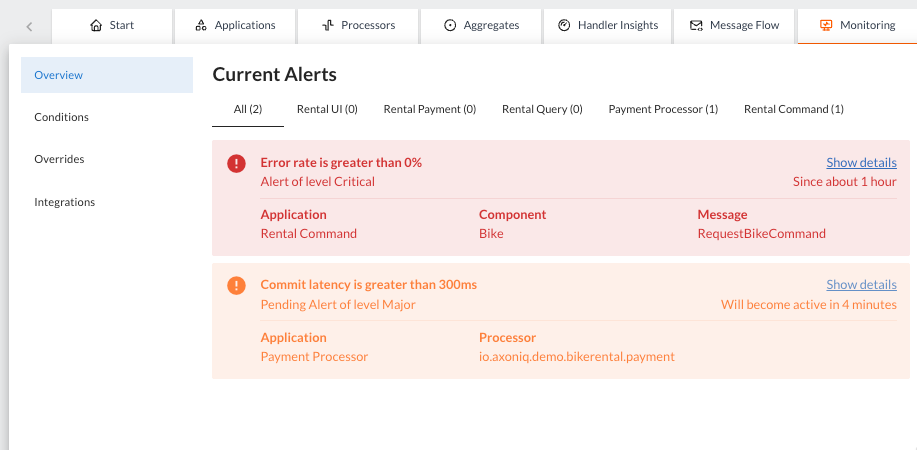 Start Applications Processors Aggregates Handler Insights Message Flow Monitoring
Overview
Conditions
Overrides
Integrations
Current Alerts
All (2) Rental UI (0) Rental Payment (0) Rental Query (0) Payment Processor (1) Rental Command (1)
Error rate is greater than 0% Show details
Alert of level Critical Since about 1 hour
Application Component Message
Rental Command Bike RequestBikeCommand
Commit latency is greater than 300ms Show details
Pending Alert of level Major Will become active in 4 minutes
Application Processor
Payment Processor io.axoniq.demo.bikerental.payment